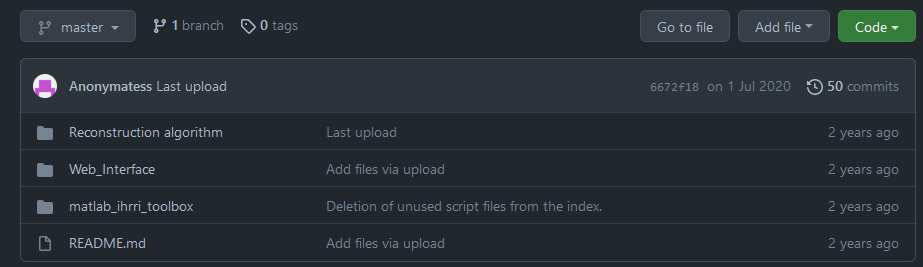 master 1 branch 0 tags Go to file Add file Code
Anonymatess Last upload 6672f18 on 1 Jul 2020 50 commits
Reconstruction algorithm Last upload 2 years ago
Web_Interface Add files via upload 2 years ago
matlab_ihrri_toolbox Deletion of unused script files from the index. 2 years ago
README.md Add files via upload 2 years ago